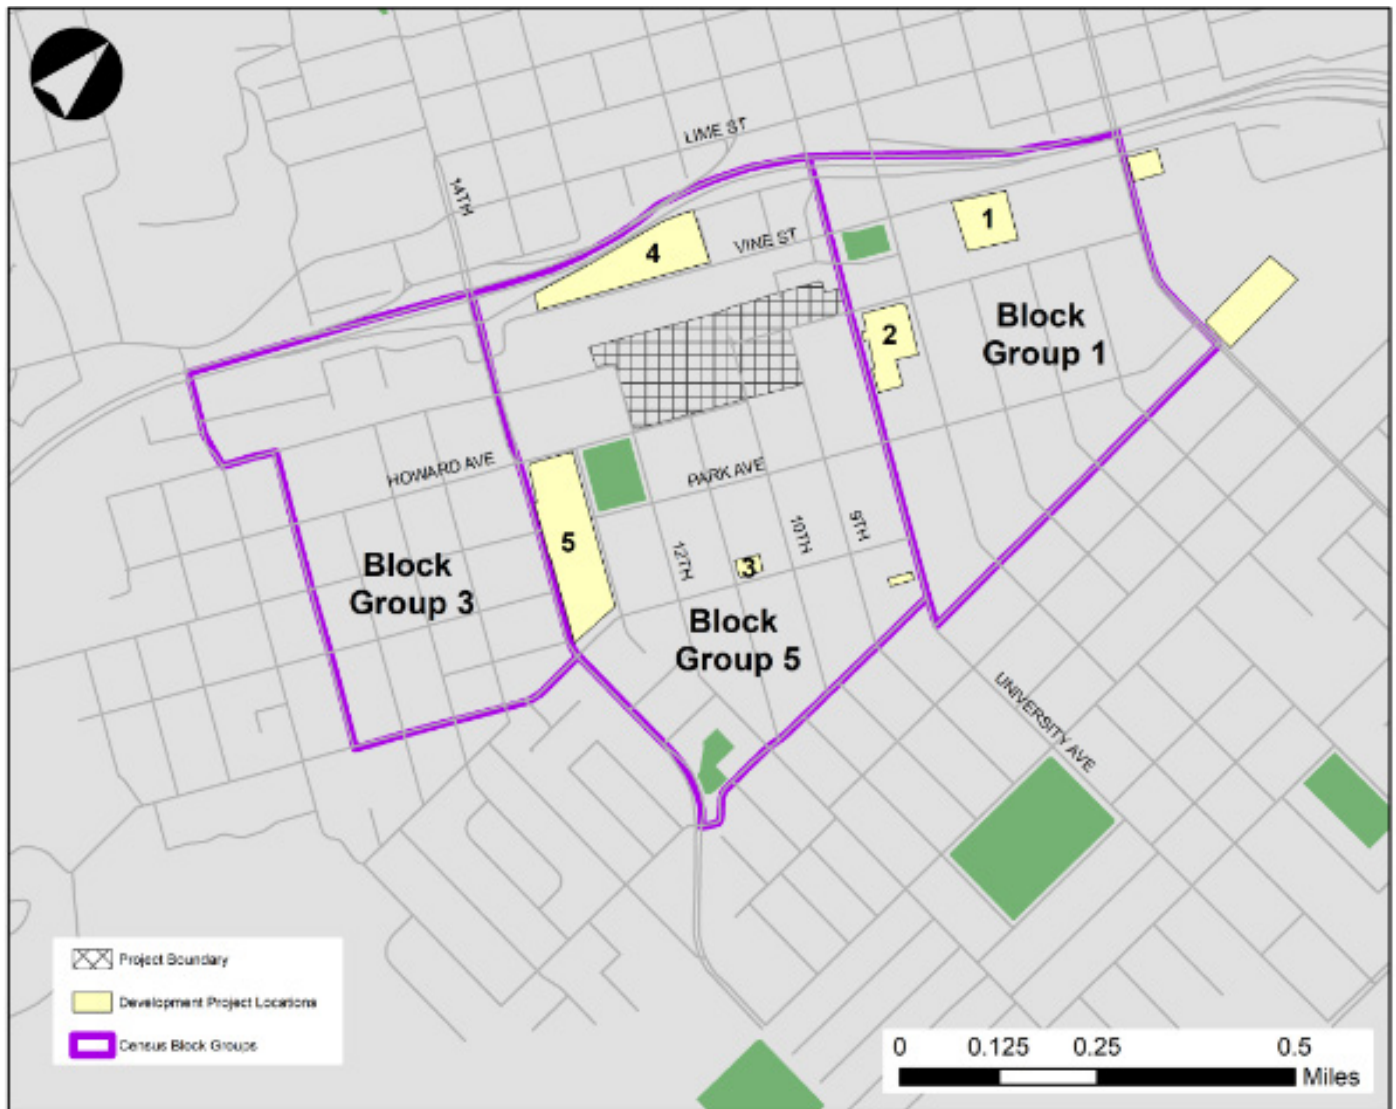 LIME ST
14TH
1
VINE ST
4
Block
Group 1
2
HOWARD AVE
PARK AVE
5
12TH
10TH
9TH
3
Block
Group 3
Block
Group 5
UNIVERSITY AVE
Project Boundary
Development Project Locations
Census Block Groups
0 0.125 0.25 0.5
Miles